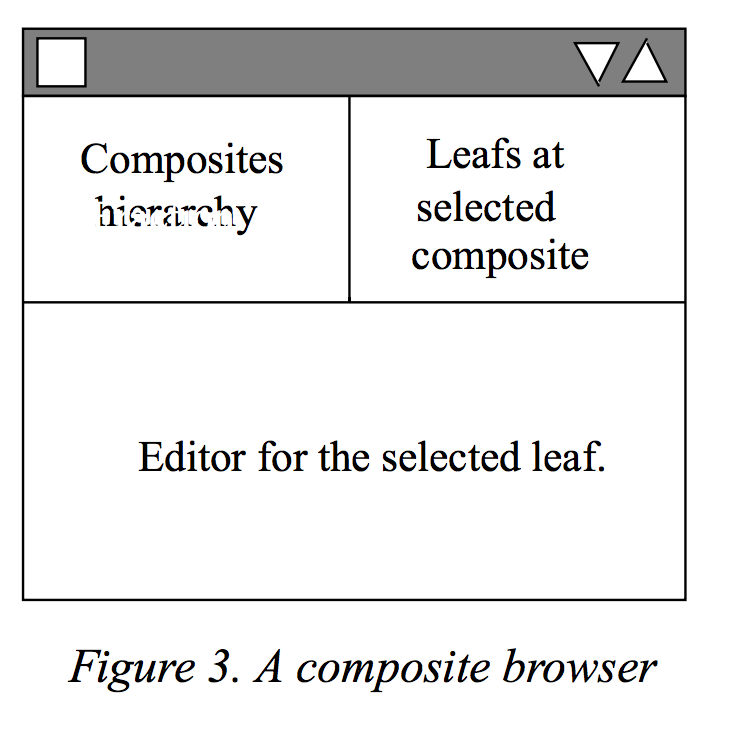 Composites
hierarchy
Leafs at
selected
composite
Editor for the selected leaf.
Figure 3. A composite browser